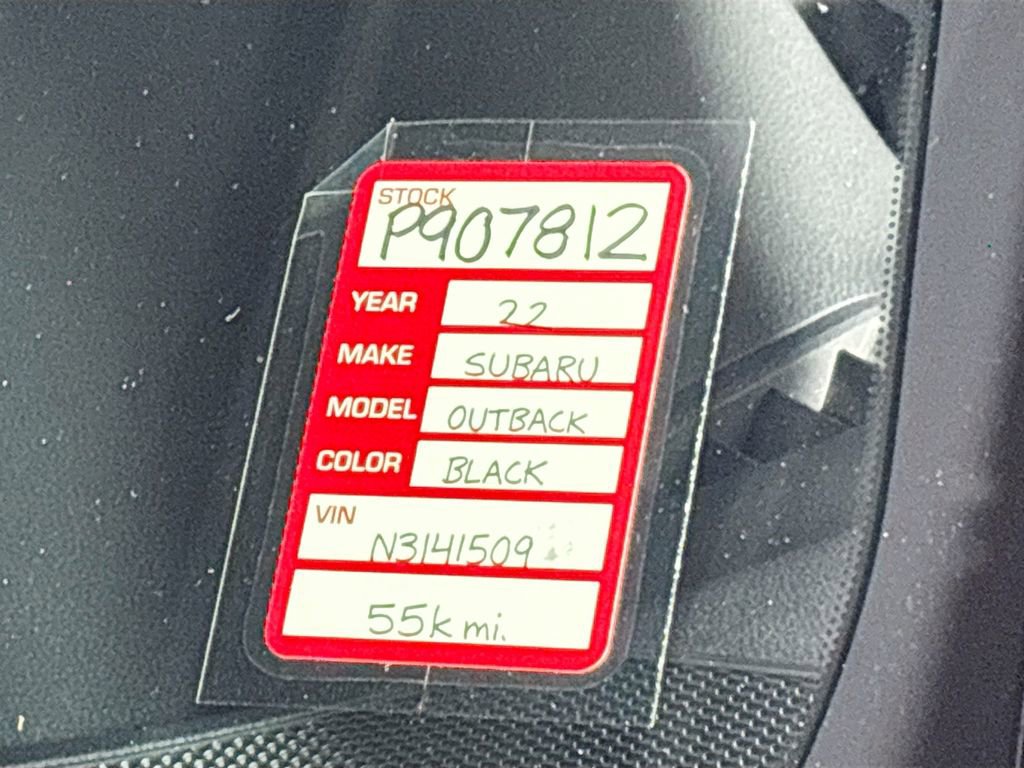 STOCK
P907812
YEAR 22
MAKE SUBARU
MODEL OUTBACK
COLOR BLACK
VIN
N3141509
55k mi.